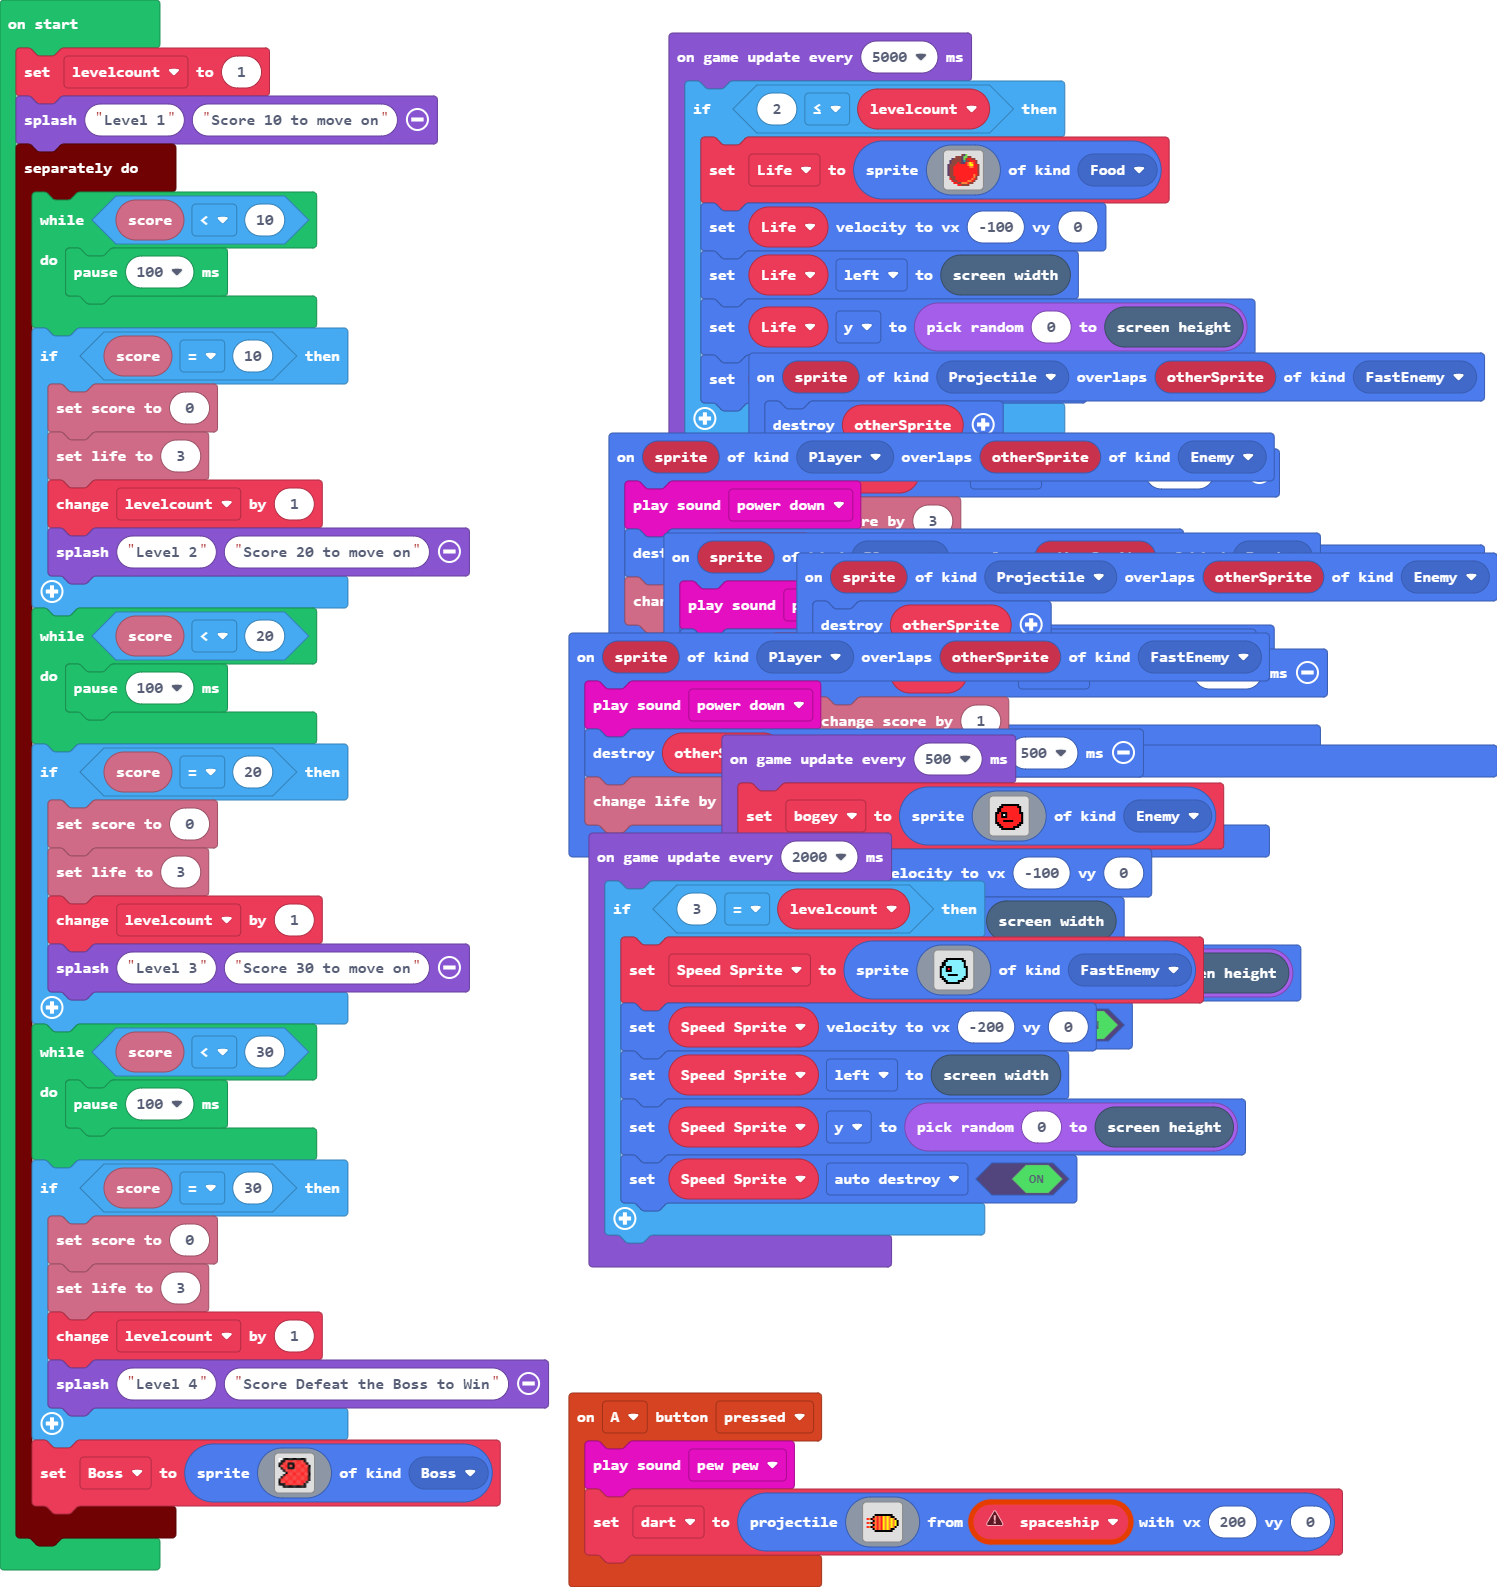 on start
set levelcount to 1
splash "Level 1" "Score 10 to move on"
separately do
while score < 10
do
pause 100 ms
if score = 10 then
set score to 0
set life to 3
change levelcount by 1
splash "Level 2" "Score 20 to move on"
while score < 20
do
pause 100 ms
if score = 20 then
set score to 0
set life to 3
change levelcount by 1
splash "Level 3" "Score 30 to move on"
while score < 30
do
pause 100 ms
if score = 30 then
set score to 0
set life to 3
change levelcount by 1
splash "Level 4" "Score Defeat the Boss to Win"
set Boss to sprite of kind Boss
on game update every 5000 ms
if 2 ≤ levelcount then
set Life to sprite of kind Food
set Life velocity to vx -100 vy 0
set Life left to screen width
set Life y to pick random 0 to screen height
set
on sprite of kind Projectile overlaps otherSprite of kind FastEnemy
destroy otherSprite
on sprite of kind Player overlaps otherSprite of kind Enemy
play sound power down
re by 3
dest
on sprite of
char
play sound
on sprite of kind Projectile overlaps otherSprite of kind Enemy
destroy otherSprite
on sprite of kind Player overlaps otherSprite of kind FastEnemy
ms
play sound power down
change score by 1
destroy otherS
500 ms
change life by
on game update every 500 ms
set bogey to sprite of kind Enemy
elocity to vx -100 vy 0
screen width
en height
on game update every 2000 ms
if 3 = levelcount then
set Speed Sprite to sprite of kind FastEnemy
set Speed Sprite velocity to vx -200 vy 0
set Speed Sprite left to screen width
set Speed Sprite y to pick random 0 to screen height
set Speed Sprite auto destroy ON
on A button pressed
play sound pew pew
set dart to projectile from spaceship with vx 200 vy 0